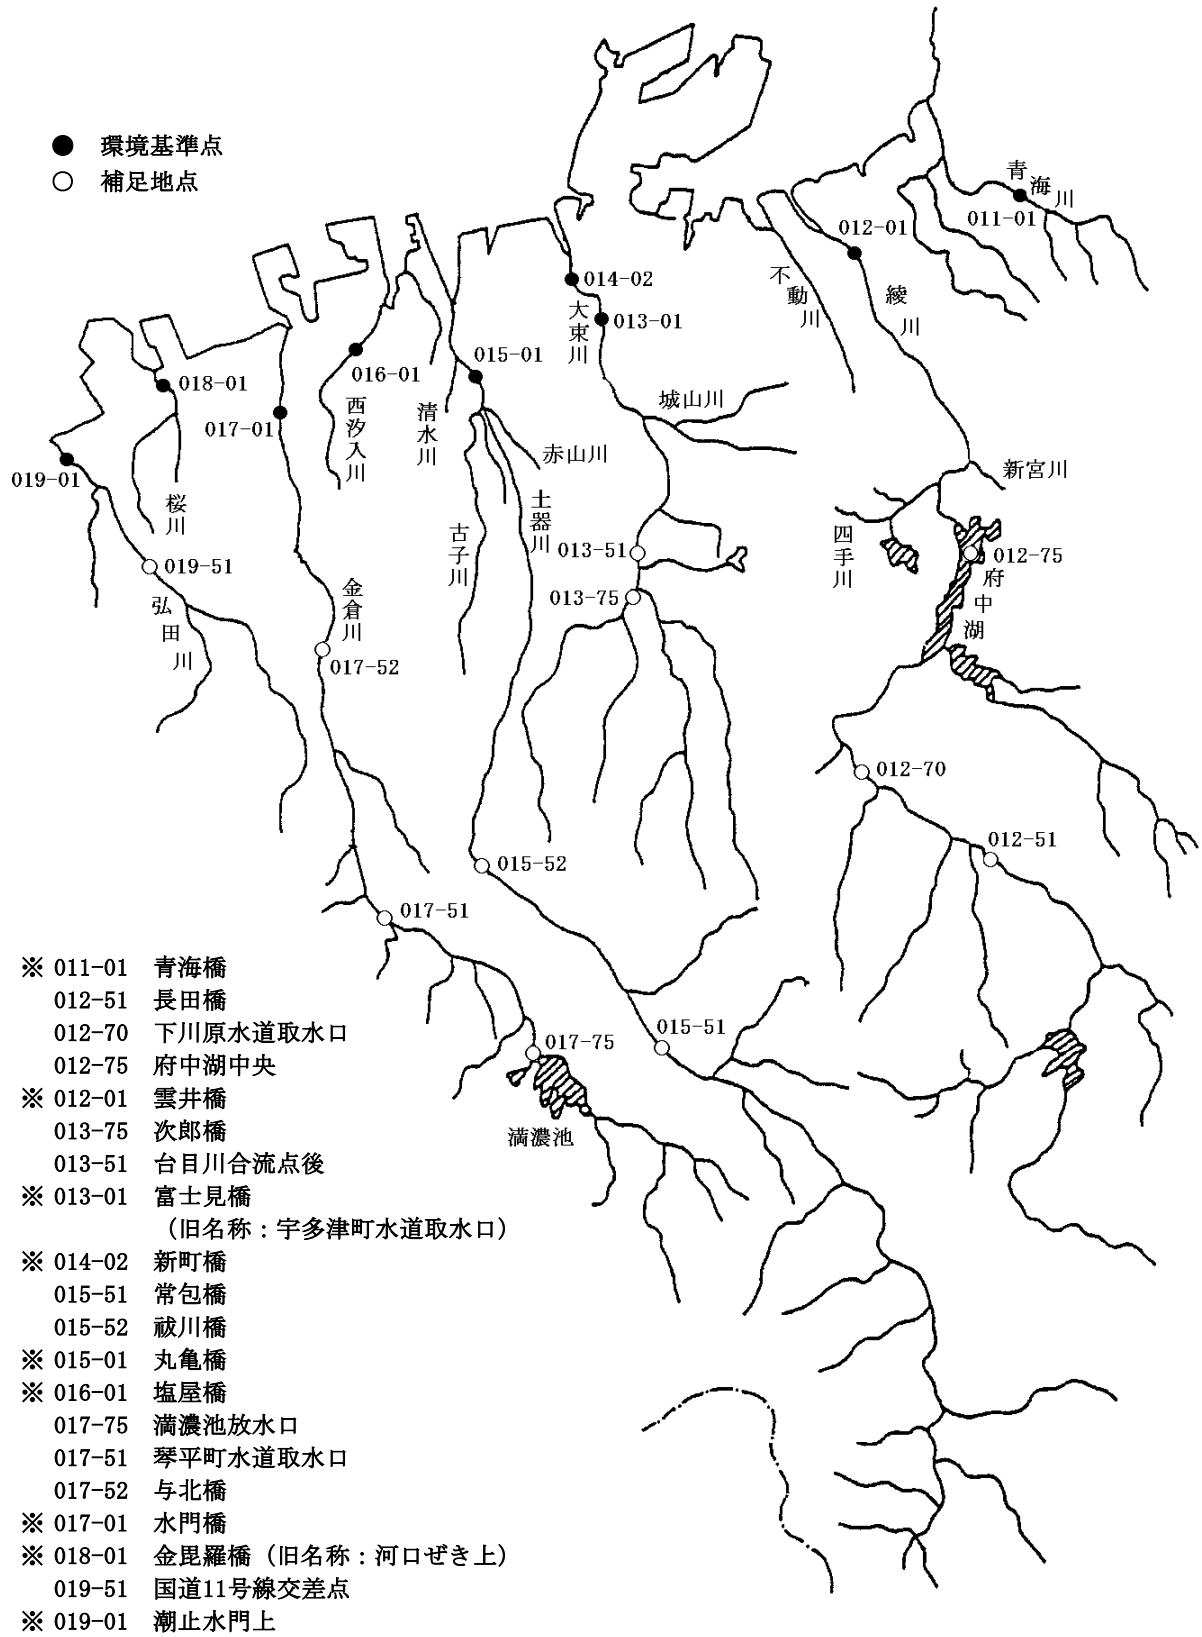 ● 環境基準点
○ 補足地点
青海川
011-01
012-01
綾川
不動川
014-02
大束川
013-01
015-01
016-01
018-01
017-01
019-01
西汐入川
清水川
城山川
赤山川
新宮川
桜川
古子川
土器川
四手川
013-51
012-75
府中湖
019-51
弘田川
金倉川
013-75
017-52
012-70
012-51
015-52
017-51
015-51
017-75
満濃池
※ 011-01 青海橋
012-51 長田橋
012-70 下川原水道取水口
012-75 府中湖中央
※ 012-01 雲井橋
013-75 次郎橋
013-51 台目川合流点後
※ 013-01 富士見橋
（旧名称：宇多津町水道取水口）
※ 014-02 新町橋
015-51 常包橋
015-52 祓川橋
※ 015-01 丸亀橋
※ 016-01 塩屋橋
017-75 満濃池放水口
017-51 琴平町水道取水口
017-52 与北橋
※ 017-01 水門橋
※ 018-01 金毘羅橋（旧名称：河口ぜき上）
019-51 国道11号線交差点
※ 019-01 潮止水門上